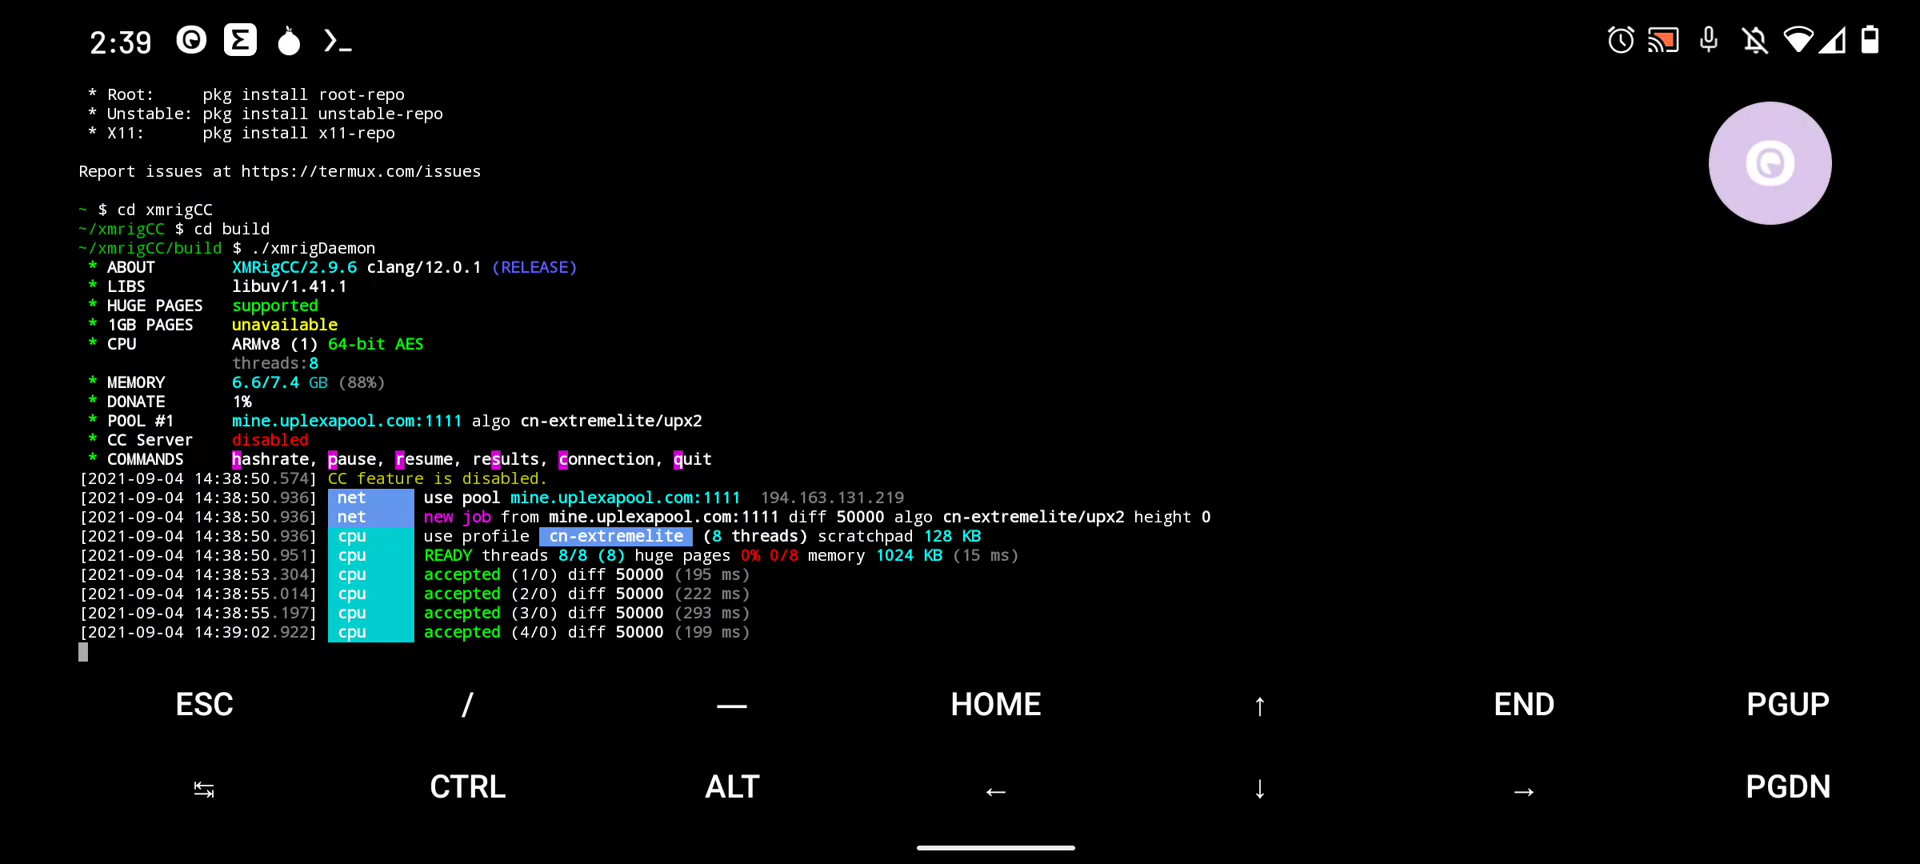 2:39
* Root:     pkg install root-repo
* Unstable: pkg install unstable-repo
* X11:      pkg install x11-repo
Report issues at https://termux.com/issues
~ $ cd xmrigCC
~/xmrigCC $ cd build
~/xmrigCC/build $ ./xmrigDaemon
* ABOUT        XMRigCC/2.9.6 clang/12.0.1 (RELEASE)
* LIBS         libuv/1.41.1
* HUGE PAGES   supported
* 1GB PAGES    unavailable
* CPU          ARMv8 (1) 64-bit AES
threads:8
* MEMORY       6.6/7.4 GB (88%)
* DONATE       1%
* POOL #1      mine.uplexapool.com:1111 algo cn-extremelite/upx2
* CC Server    disabled
* COMMANDS     hashrate, pause, resume, results, connection, quit
[2021-09-04 14:38:50.574] CC feature is disabled.
[2021-09-04 14:38:50.936] net use pool mine.uplexapool.com:1111 194.163.131.219
[2021-09-04 14:38:50.936] net new job from mine.uplexapool.com:1111 diff 50000 algo cn-extremelite/upx2 height 0
[2021-09-04 14:38:50.936] cpu use profile cn-extremelite (8 threads) scratchpad 128 KB
[2021-09-04 14:38:50.951] cpu READY threads 8/8 (8) huge pages 0% 0/8 memory 1024 KB (15 ms)
[2021-09-04 14:38:53.304] cpu accepted (1/0) diff 50000 (195 ms)
[2021-09-04 14:38:55.014] cpu accepted (2/0) diff 50000 (222 ms)
[2021-09-04 14:38:55.197] cpu accepted (3/0) diff 50000 (293 ms)
[2021-09-04 14:39:02.922] cpu accepted (4/0) diff 50000 (199 ms)
ESC / — HOME ↑ END PGUP
↹ CTRL ALT ← ↓ → PGDN